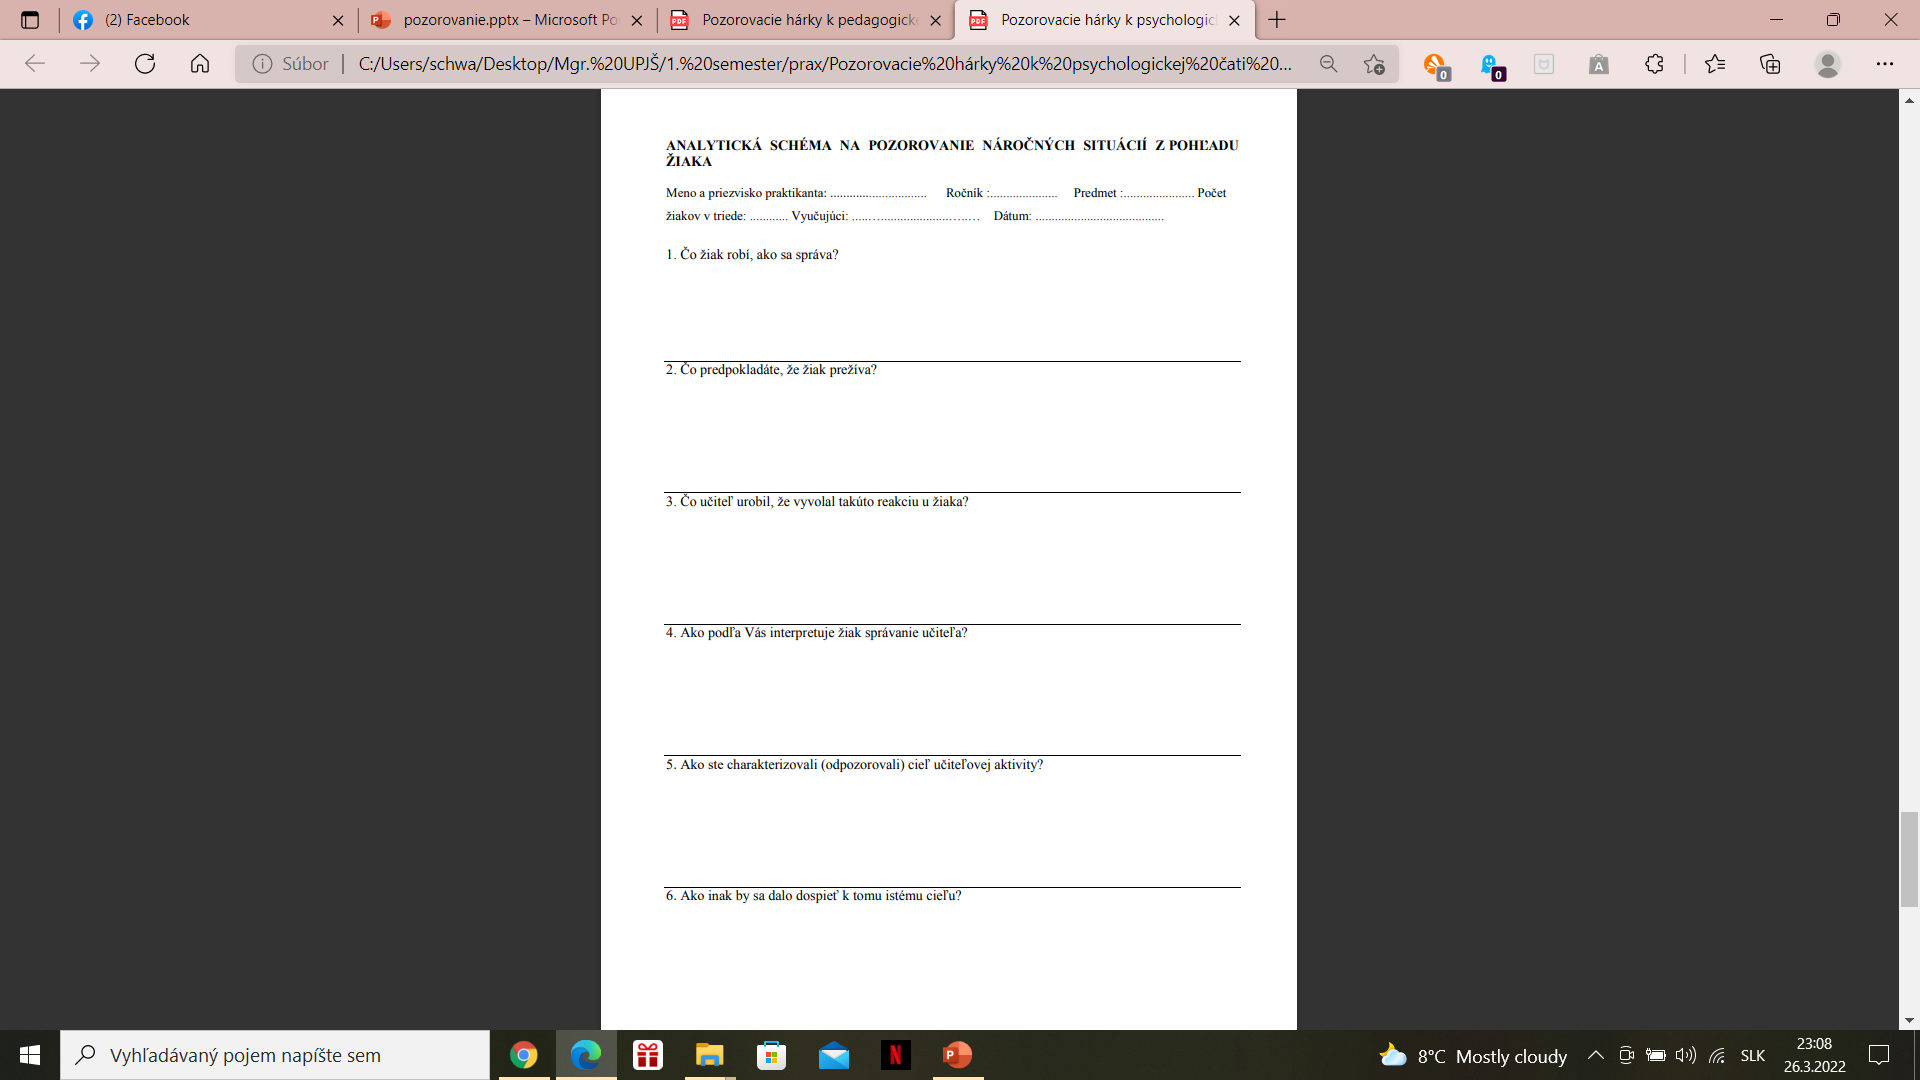 (2) Facebook
pozorovanie.pptx – Microsoft Po
Pozorovacie hárky k pedagogick
Pozorovacie hárky k psychologic
Súbor
C:/Users/schwa/Desktop/Mgr.%20UPJŠ/1.%20semester/prax/Pozorovacie%20hárky%20k%20psychologickej%20čati%20...
0
0
ANALYTICKÁ SCHÉMA NA POZOROVANIE NÁROČNÝCH SITUÁCIÍ Z POHĽADU
ŽIAKA
Meno a priezvisko praktikanta: .............................. Ročník :..................... Predmet :...................... Počet
žiakov v triede: ............ Vyučujúci: .....…......................…..… Dátum: ........................................
1. Čo žiak robí, ako sa správa?
2. Čo predpokladáte, že žiak prežíva?
3. Čo učiteľ urobil, že vyvolal takúto reakciu u žiaka?
4. Ako podľa Vás interpretuje žiak správanie učiteľa?
5. Ako ste charakterizovali (odpozorovali) cieľ učiteľovej aktivity?
6. Ako inak by sa dalo dospieť k tomu istému cieľu?
Vyhľadávaný pojem napíšte sem
8°C Mostly cloudy
SLK
23:08
26.3.2022